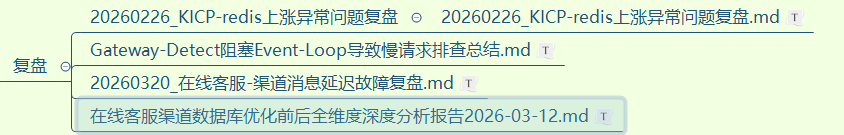 20260226_KICP-redis上涨异常问题复盘 20260226_KICP-redis上涨异常问题复盘.md T
Gateway-Detect阻塞Event-Loop导致慢请求排查总结.md T
复盘
20260320_在线客服-渠道消息延迟故障复盘.md T
在线客服渠道数据库优化前后全维度深度分析报告2026-03-12.md T